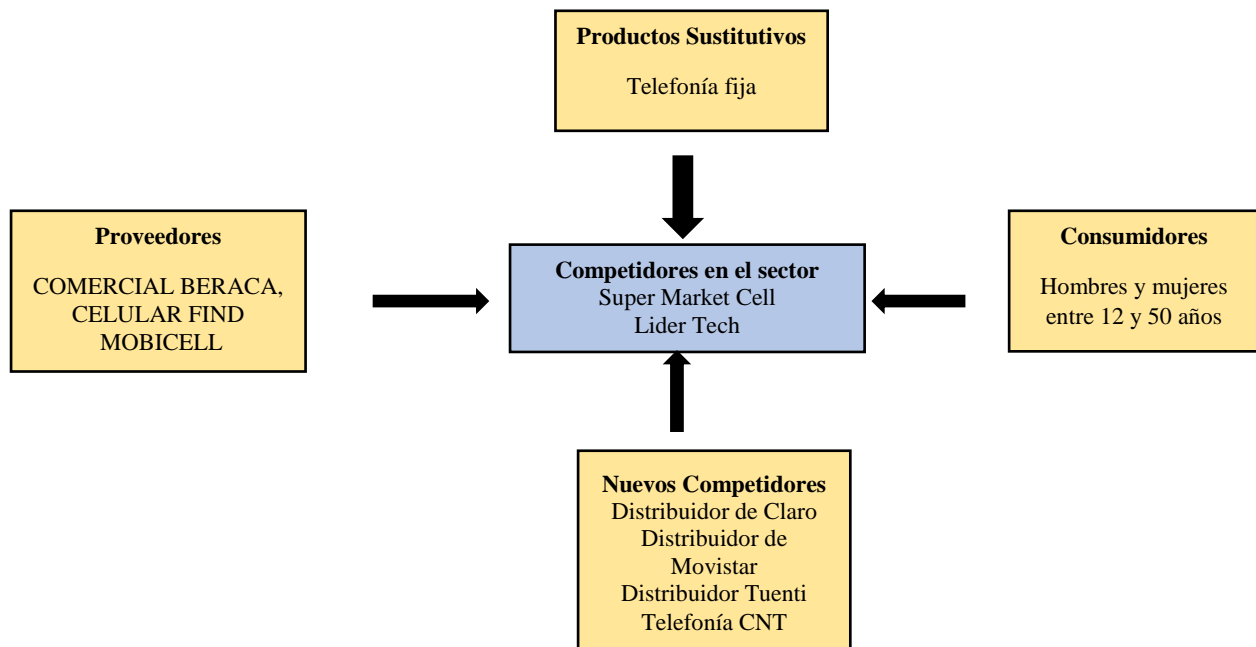 Productos Sustitutivos
Telefonía fija
Proveedores
COMERCIAL BERACA,
CELULAR FIND
MOBICELL
Competidores en el sector
Super Market Cell
Lider Tech
Consumidores
Hombres y mujeres
entre 12 y 50 años
Nuevos Competidores
Distribuidor de Claro
Distribuidor de
Movistar
Distribuidor Tuenti
Telefonía CNT